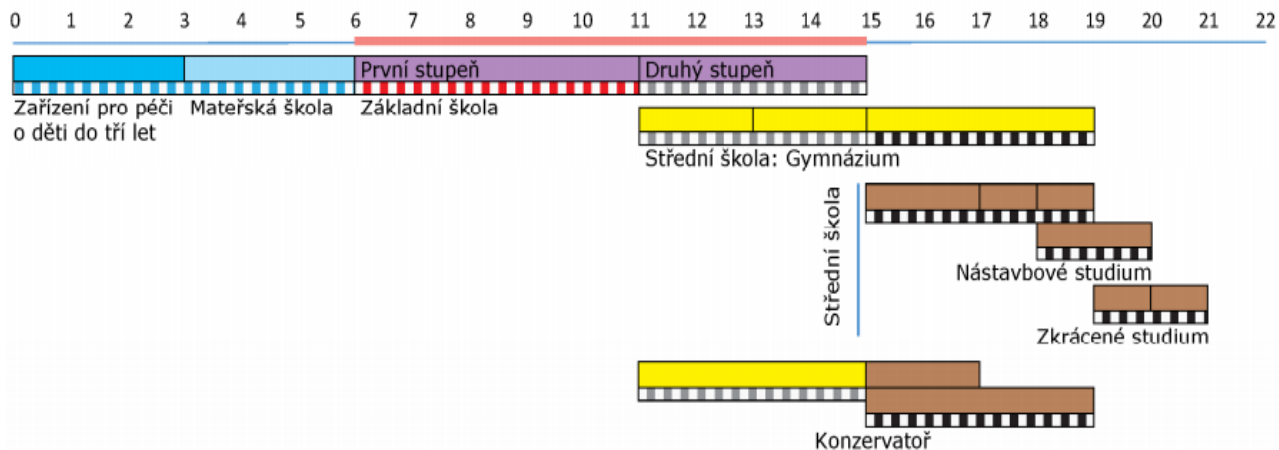 0 1 2 3 4 5 6 7 8 9 10 11 12 13 14 15 16 17 18 19 20 21 22
První stupeň Druhý stupeň
Zařízení pro péči Mateřská škola Základní škola
o děti do tří let
Střední škola: Gymnázium
Střední škola
Nástavbové studium
Zkrácené studium
Konzervatoř